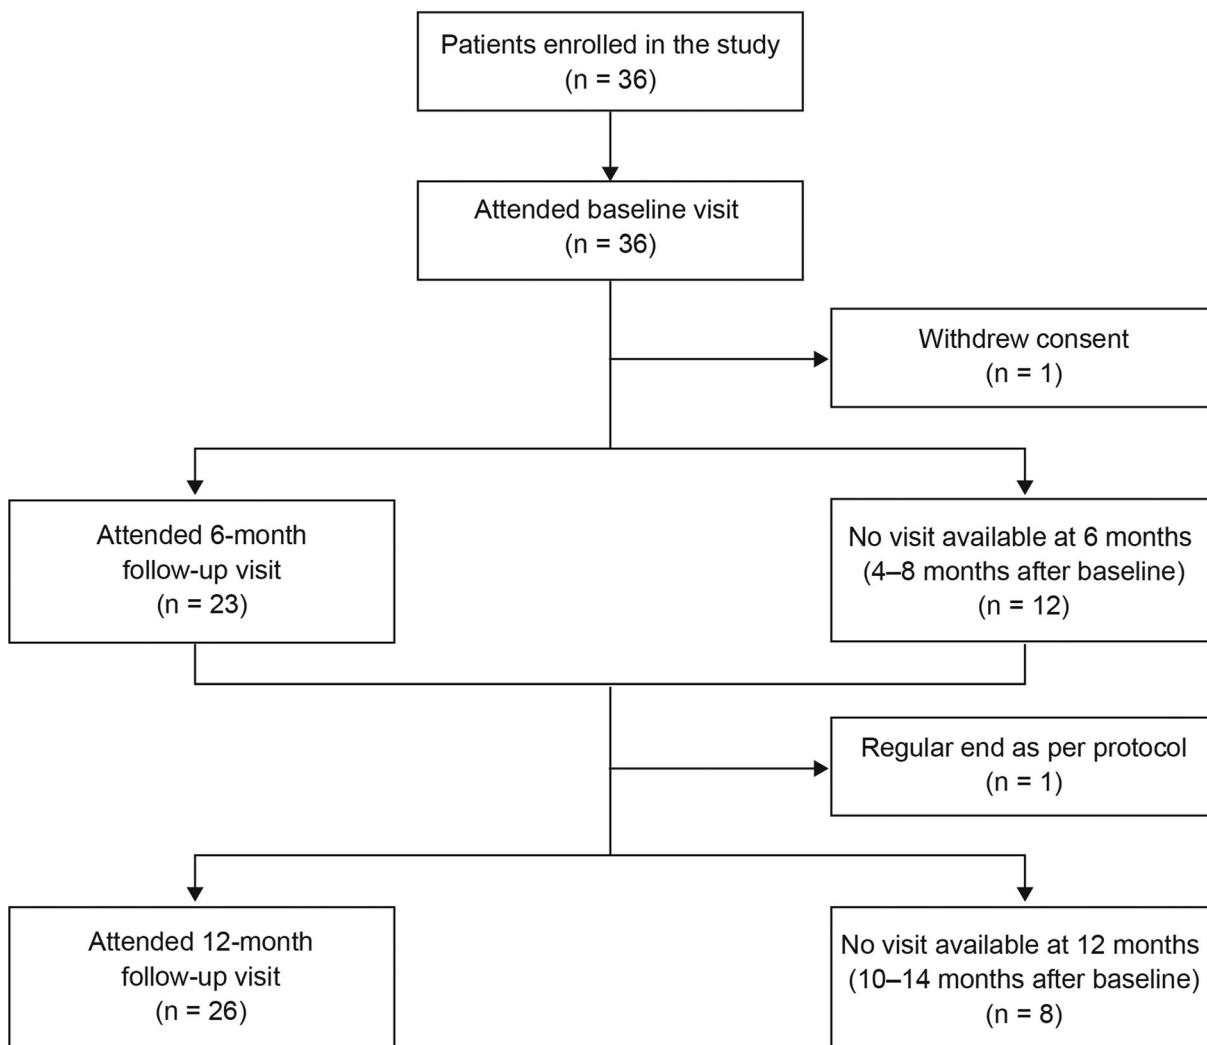 Patients enrolled in the study
(n = 36)
Attended baseline visit
(n = 36)
Withdrew consent
(n = 1)
Attended 6-month
follow-up visit
(n = 23)
No visit available at 6 months
(4–8 months after baseline)
(n = 12)
Regular end as per protocol
(n = 1)
Attended 12-month
follow-up visit
(n = 26)
No visit available at 12 months
(10–14 months after baseline)
(n = 8)